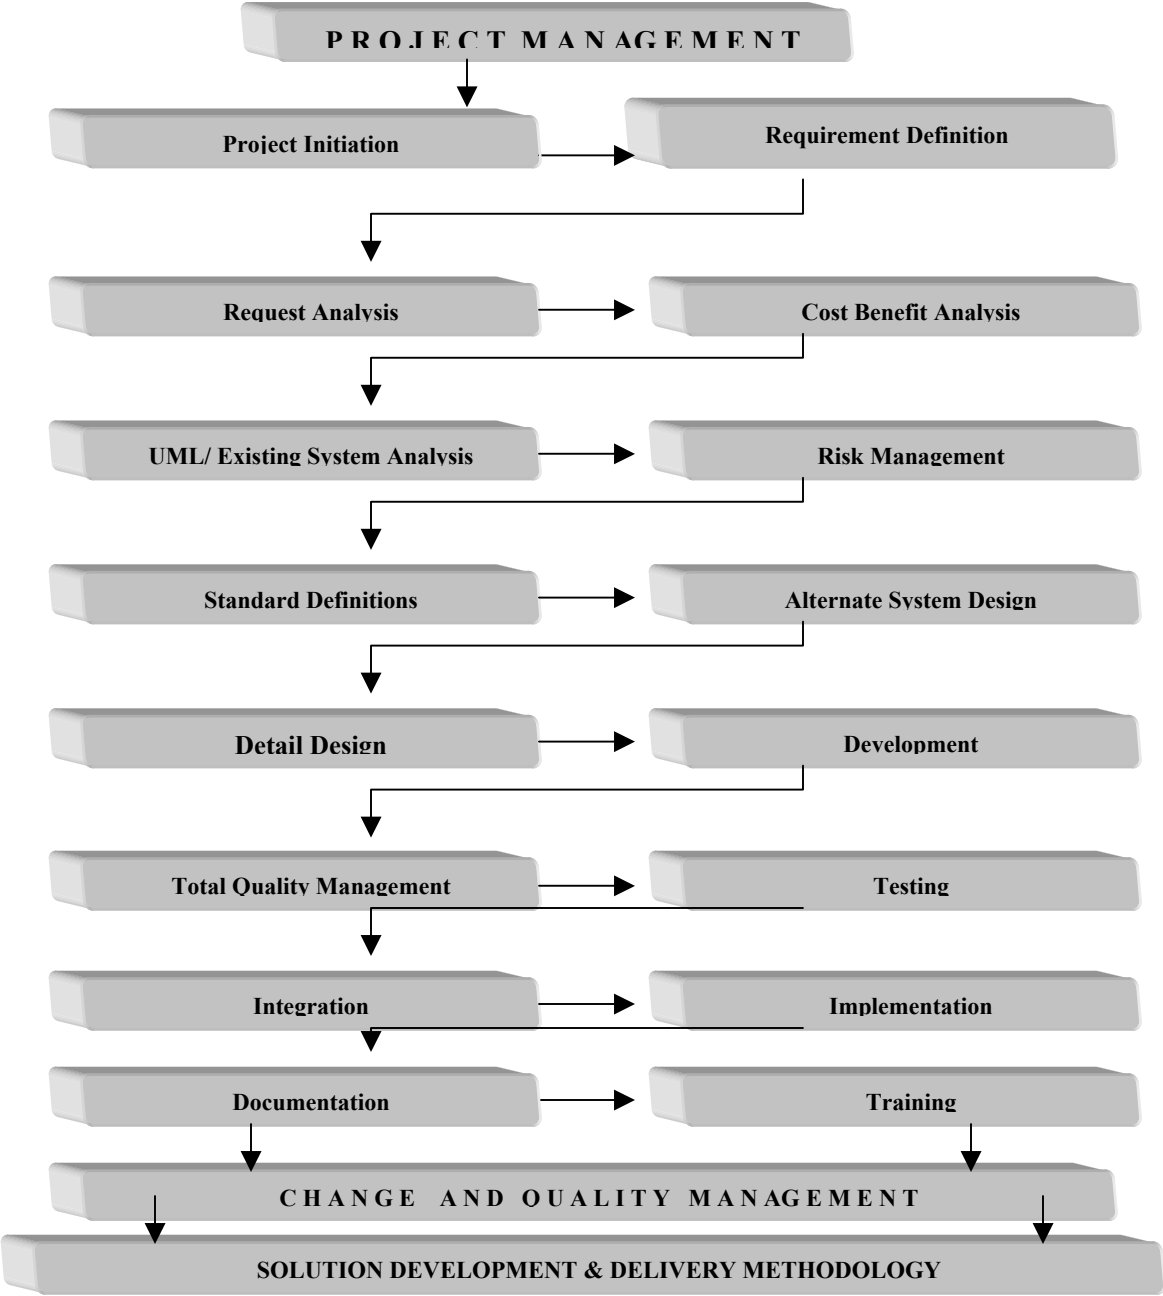 PROJECT MANAGEMENT
Project Initiation
Requirement Definition
Request Analysis
Cost Benefit Analysis
UML/ Existing System Analysis
Risk Management
Standard Definitions
Alternate System Design
Detail Design
Development
Total Quality Management
Testing
Integration
Implementation
Documentation
Training
CHANGE AND QUALITY MANAGEMENT
SOLUTION DEVELOPMENT & DELIVERY METHODOLOGY